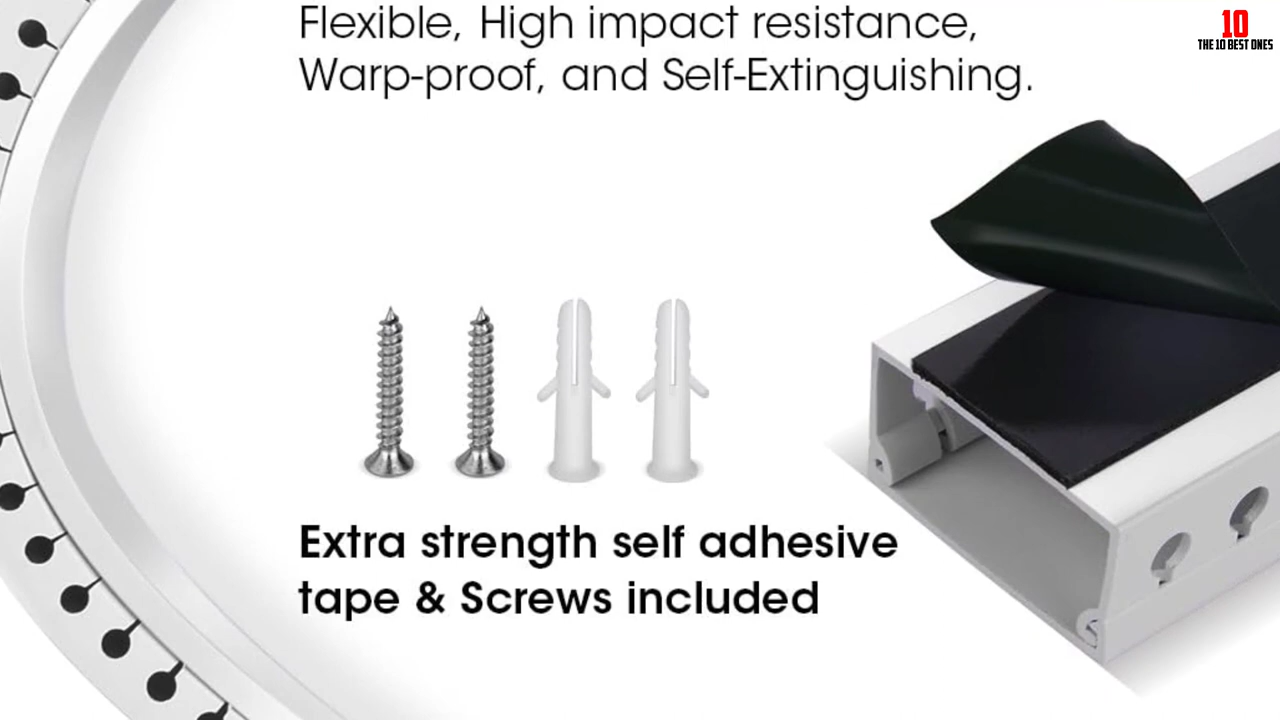 Flexible, High impact resistance,
Warp-proof, and Self-Extinguishing.
10
THE 10 BEST ONES
Extra strength self adhesive
tape & Screws included